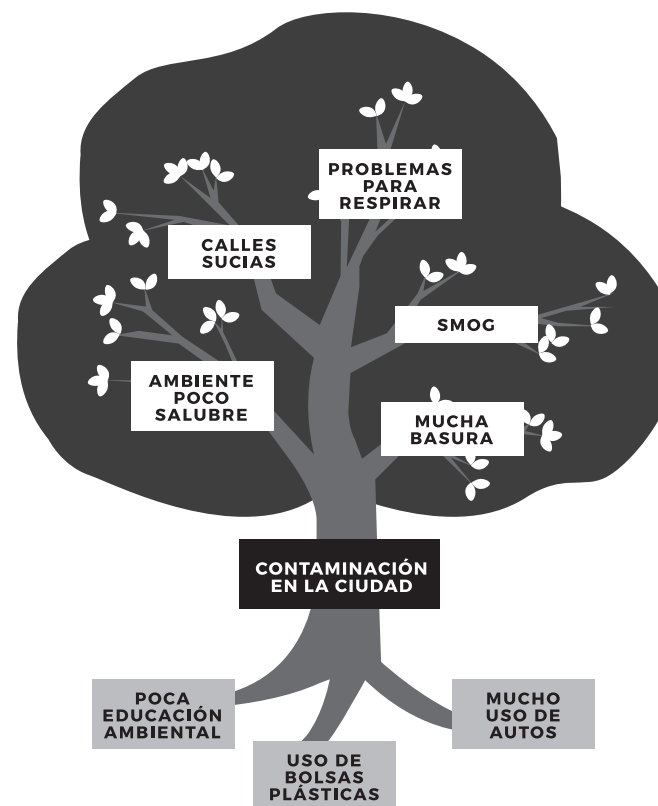 PROBLEMAS
PARA
RESPIRAR
CALLES
SUCIAS
SMOG
AMBIENTE
POCO
SALUBRE
MUCHA
BASURA
CONTAMINACIÓN
EN LA CIUDAD
POCA
EDUCACIÓN
AMBIENTAL
USO DE
BOLSAS
PLÁSTICAS
MUCHO
USO DE
AUTOS